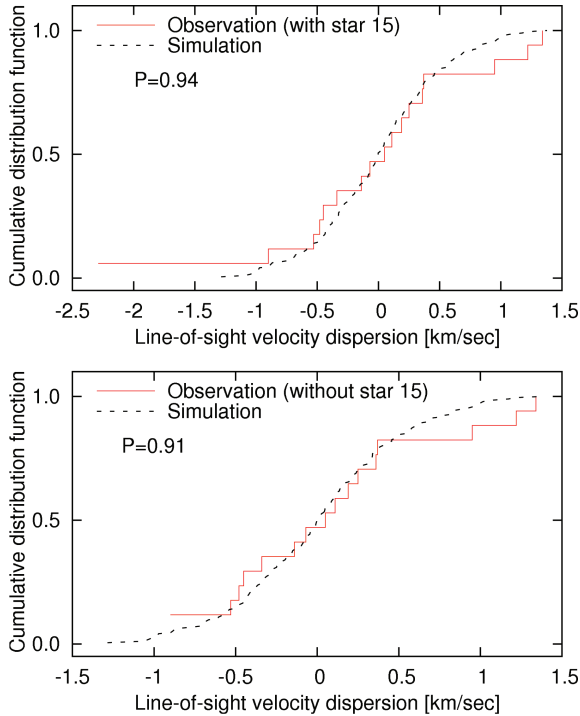 Observation (with star 15)
Simulation
P=0.94
Cumulative distribution function
1.0
0.5
0.0
-2.5 -2 -1.5 -1 -0.5 0 0.5 1 1.5
Line-of-sight velocity dispersion [km/sec]
Observation (without star 15)
Simulation
P=0.91
Cumulative distribution function
1.0
0.5
0.0
-1.5 -1 -0.5 0 0.5 1 1.5
Line-of-sight velocity dispersion [km/sec]